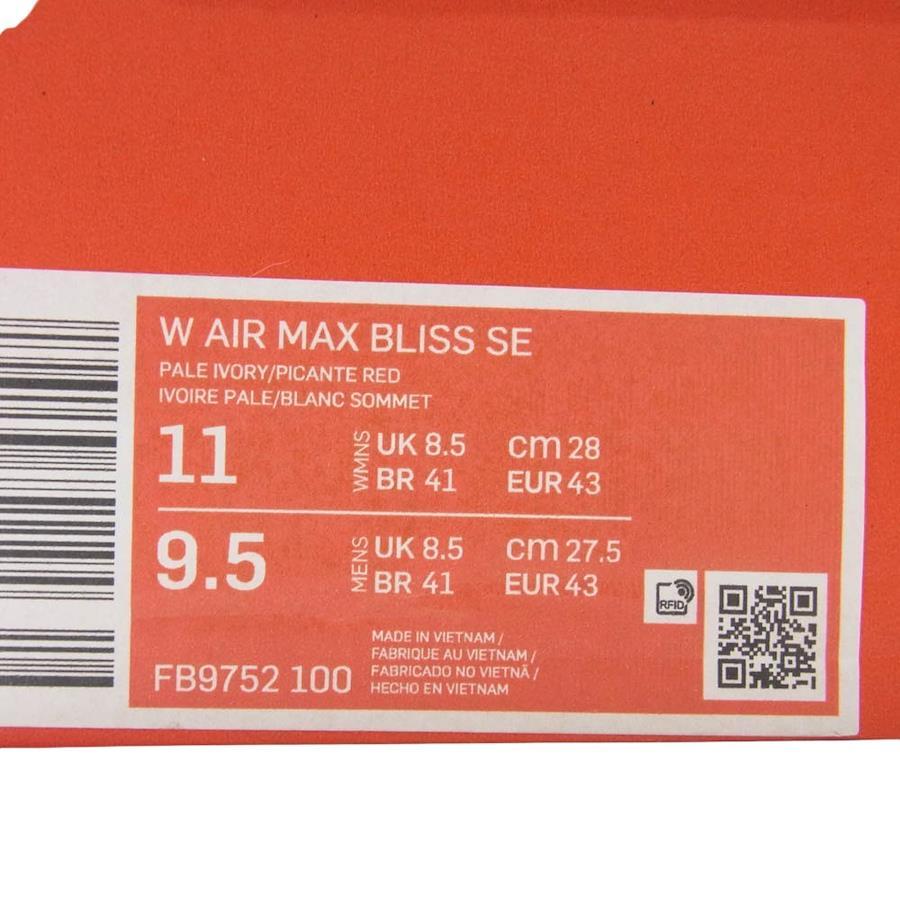 W AIR MAX BLISS SE
PALE IVORY/PICANTE RED
IVOIRE PALE/BLANC SOMMET
11 WMNS UK 8.5 cm 28
BR 41 EUR 43
9.5 MENS UK 8.5 cm 27.5
BR 41 EUR 43
RFID
MADE IN VIETNAM /
FABRIQUE AU VIETNAM /
FABRICADO NO VIETNÃ /
HECHO EN VIETNAM
FB9752 100